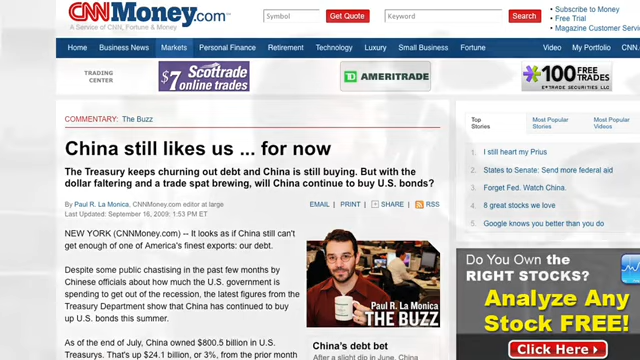 CNNMoney.com
A Service of CNN, Fortune & Money
Symbol
Get Quote
Keyword
Search
Subscribe to Money
Free Trial
Magazine Customer Servi
Home
Business News
Markets
Personal Finance
Retirement
Technology
Luxury
Small Business
Fortune
Video
My Portfolio
CNN
TRADING
CENTER
$7 Scottrade
online trades
TD AMERITRADE
100 FREE
TRADES
E*TRADE SECURITIES LLC
COMMENTARY: The Buzz
China still likes us ... for now
The Treasury keeps churning out debt and China is still buying. But with the
dollar faltering and a trade spat brewing, will China continue to buy U.S. bonds?
By Paul R. La Monica, CNNMoney.com editor at large
Last Updated: September 16, 2009: 1:53 PM ET
EMAIL | PRINT | SHARE | RSS
NEW YORK (CNNMoney.com) -- It looks as if China still can't
get enough of one of America's finest exports: our debt.
Despite some public chastising in the past few months by
Chinese officials about how much the U.S. government is
spending to get out of the recession, the latest figures from the
Treasury Department show that China has continued to buy
up U.S. bonds this summer.
As of the end of July, China owned $800.5 billion in U.S.
Treasurys. That's up $24.1 billion, or 3%, from the prior month
Paul R. La Monica
THE BUZZ
China's debt bet
After a slight dip in June, China
Top
Stories
Most Popular
Stories
Most Popular
Videos
1. I still heart my Prius
2. States to Senate: Send more federal aid
3. Forget Fed. Watch China.
4. 8 great stocks we love
5. Google knows you better than you do
Do You Own the
RIGHT STOCKS?
Analyze Any
Stock FREE!
Click Here